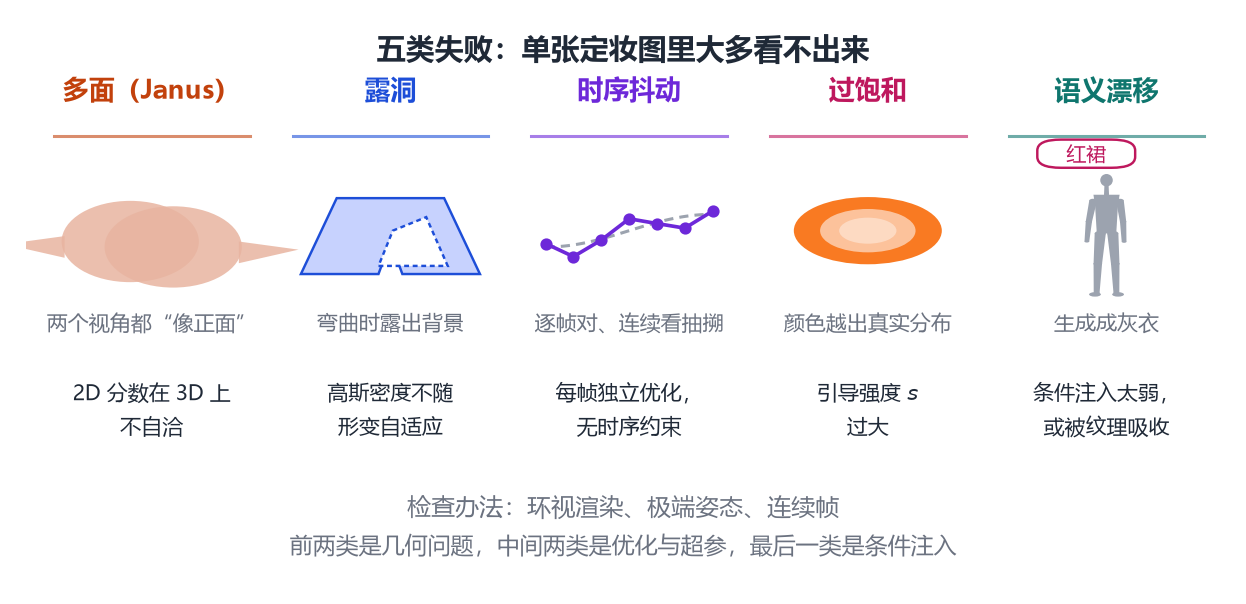 五类失败：单张定妆图里大多看不出来
多面（Janus）
露洞
时序抖动
过饱和
语义漂移
红裙
两个视角都“像正面”
弯曲时露出背景
逐帧对、连续看抽搠
颜色越出真实分布
生成成灰衣
2D 分数在 3D 上
不自洽
高斯密度不随
形变自适应
每帧独立优化，
无时序约束
引导强度 s
过大
条件注入太弱，
或被纹理吸收
检查办法：环视渲染、极端姿态、连续帧
前两类是几何问题，中间两类是优化与超参，最后一类是条件注入